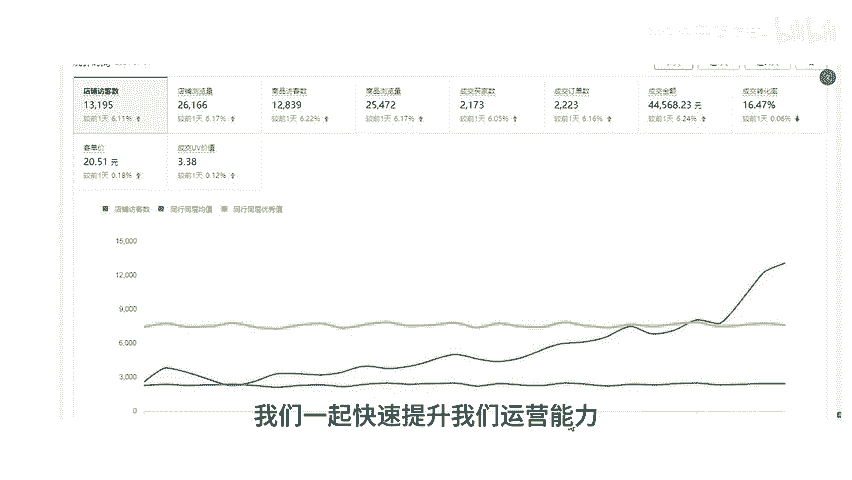 店铺访客数 店铺浏览量 商品访客数 商品浏览量 成交买家数 成交订单数 成交金额 成交转化率
13,195 26,166 12,839 25,472 2,173 2,223 44,568.23 元 16.47%
较前1天 6.11% 较前1天 6.17% 较前1天 6.22% 较前1天 6.17% 较前1天 6.05% 较前1天 6.16% 较前1天 6.24% 较前1天 0.06%
客单价 成交UV价值
20.51 元 3.38
较前1天 0.18% 较前1天 0.12%
店铺访客数 同行同层均值 同行同层优秀值
15,000
12,000
9,000
6,000
3,000
0
我们一起快速提升我们运营能力